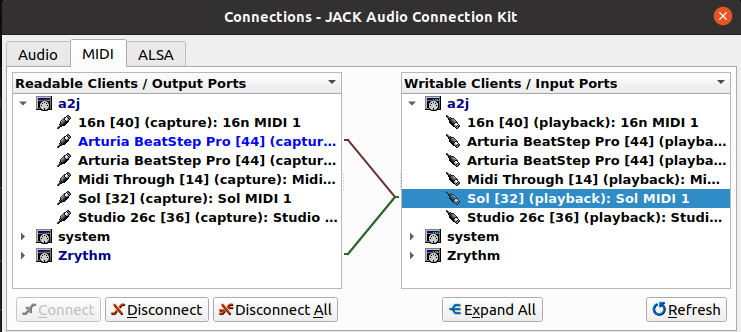 Connections - JACK Audio Connection Kit
Audio MIDI ALSA
Readable Clients / Output Ports
a2j
16n [40] (capture): 16n MIDI 1
Arturia BeatStep Pro [44] (captur...
Arturia BeatStep Pro [44] (captur...
Midi Through [14] (capture): Midi...
Sol [32] (capture): Sol MIDI 1
Studio 26c [36] (capture): Studio ...
system
Zrythm
Writable Clients / Input Ports
a2j
16n [40] (playback): 16n MIDI 1
Arturia BeatStep Pro [44] (playba...
Arturia BeatStep Pro [44] (playba...
Midi Through [14] (playback): Mi...
Sol [32] (playback): Sol MIDI 1
Studio 26c [36] (playback): Studi...
system
Zrythm
Connect Disconnect Disconnect All Expand All Refresh